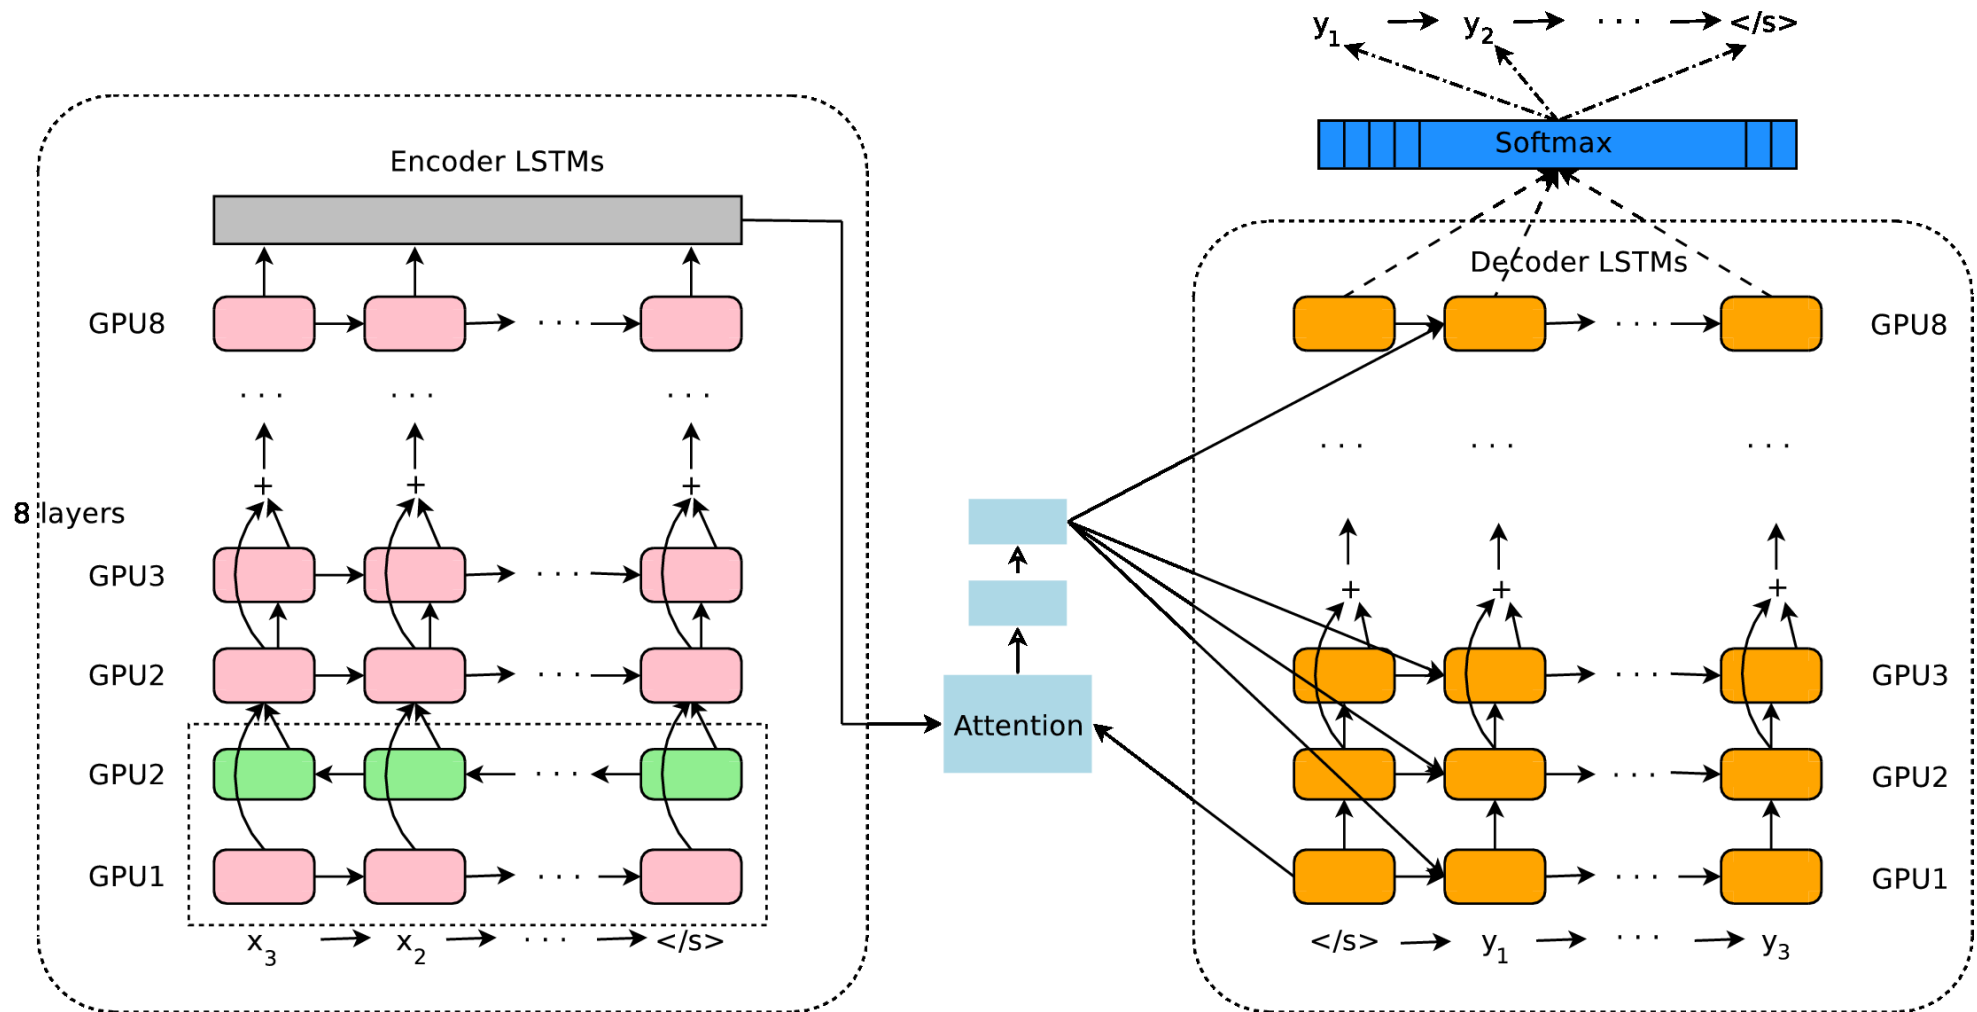 y1 → y2 → ··· → </s>
Softmax
Encoder LSTMs
Decoder LSTMs
GPU8 ···
··· GPU8
··· ··· ···
··· ··· ···
+ + +
8 layers
GPU3 ···
+ + +
GPU2 ···
··· GPU3
Attention
GPU2 ···
··· GPU2
GPU1 ···
··· GPU1
x3 → x2 → ··· → </s>
</s> → y1 → ··· → y3